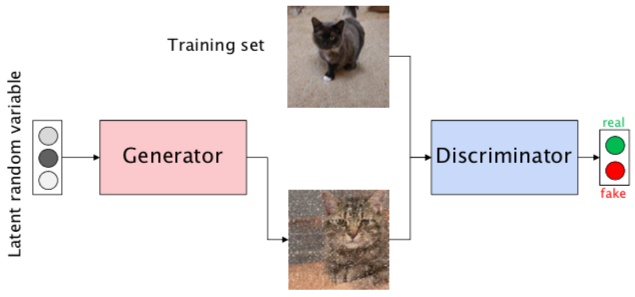 Training set
Latent random variable
Generator
Discriminator
real
fake